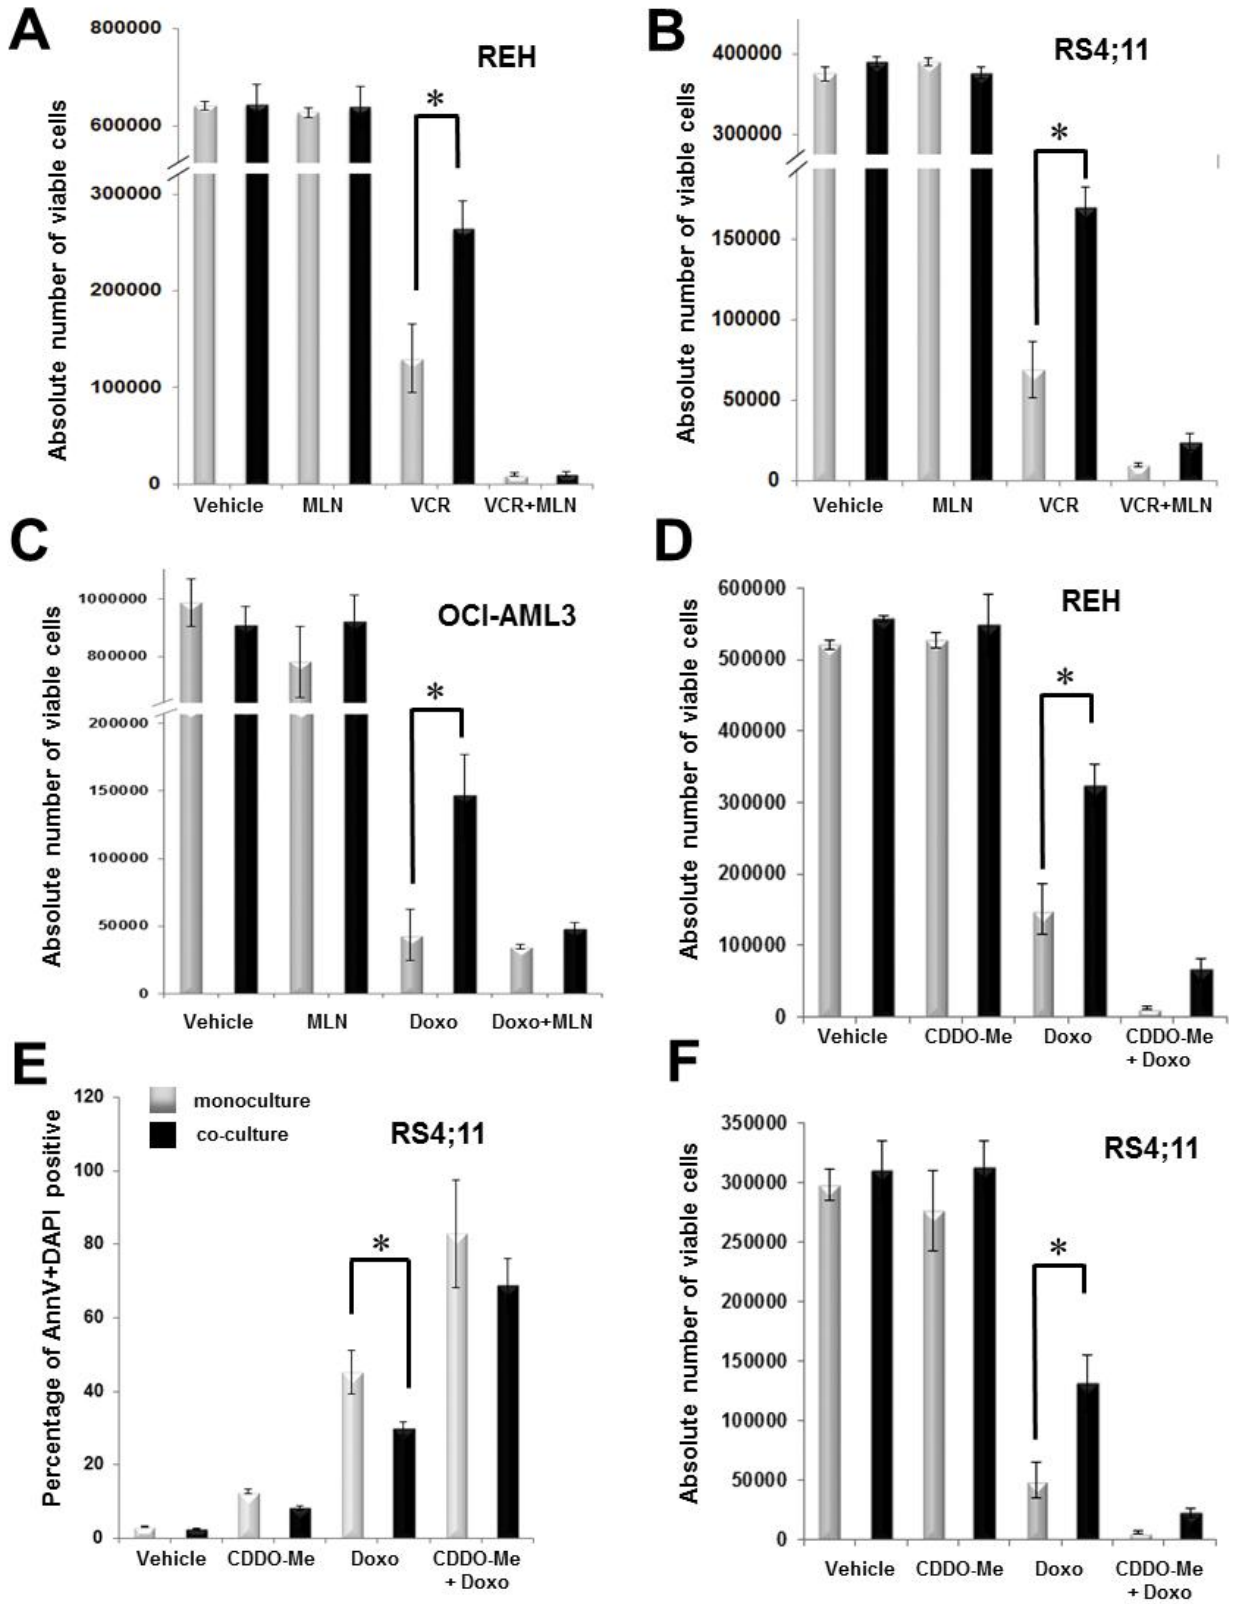 A
REH
Absolute number of viable cells
800000
600000
300000
200000
100000
0
*
Vehicle MLN VCR VCR+MLN
B
RS4;11
Absolute number of viable cells
400000
300000
150000
100000
50000
0
*
Vehicle MLN VCR VCR+MLN
C
OCI-AML3
Absolute number of viable cells
1000000
800000
200000
150000
100000
50000
0
*
Vehicle MLN Doxo Doxo+MLN
D
REH
Absolute number of viable cells
600000
500000
400000
300000
200000
100000
0
*
Vehicle CDDO-Me Doxo CDDO-Me
+ Doxo
E
monoculture
co-culture
RS4;11
Percentage of AnnV+DAPI positive
120
100
80
60
40
20
0
*
Vehicle CDDO-Me Doxo CDDO-Me
+ Doxo
F
RS4;11
Absolute number of viable cells
350000
300000
250000
200000
150000
100000
50000
0
*
Vehicle CDDO-Me Doxo CDDO-Me
+ Doxo